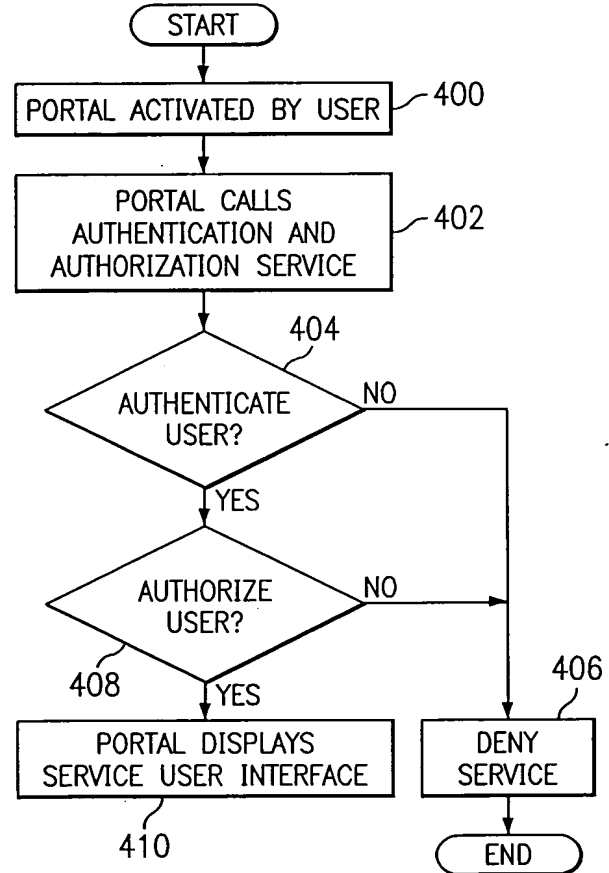 START
PORTAL ACTIVATED BY USER
400
PORTAL CALLS
AUTHENTICATION AND
AUTHORIZATION SERVICE
402
404
AUTHENTICATE
USER?
NO
YES
AUTHORIZE
USER?
NO
408
YES
406
PORTAL DISPLAYS
SERVICE USER INTERFACE
410
DENY
SERVICE
END